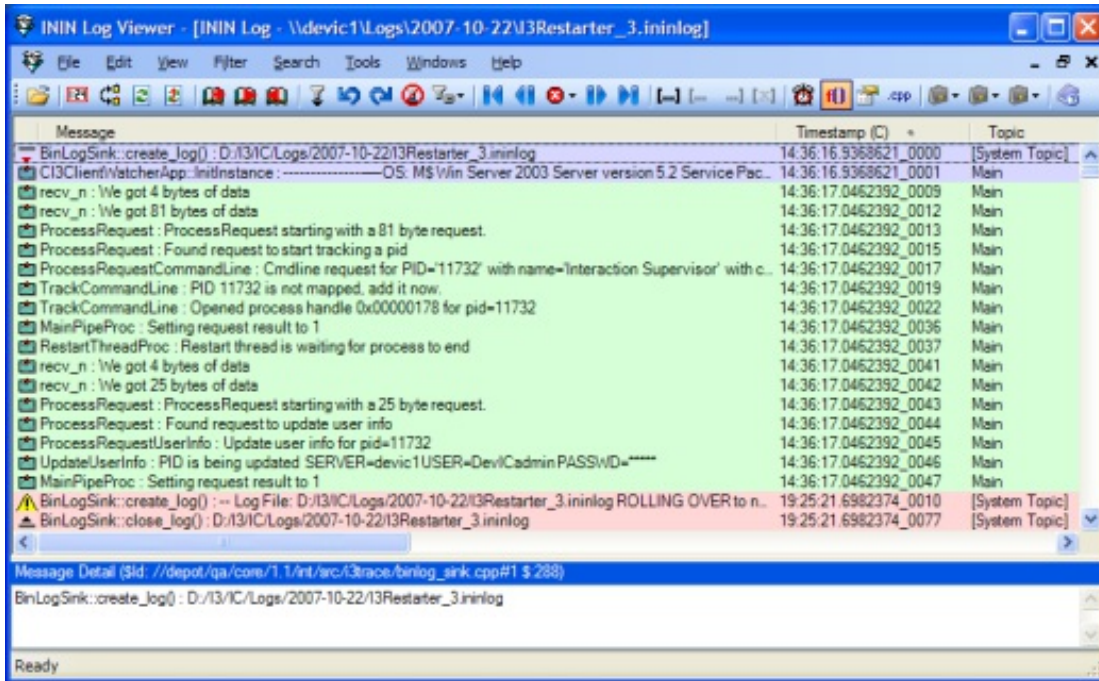 ININ Log Viewer - [ININ Log - \\devic1\Logs\2007-10-22\I3Restarter_3.ininlog]
File Edit View Filter Search Tools Windows Help
.cpp
Message Timestamp (C) Topic
BinLogSink::create_log() : D:/I3/IC/Logs/2007-10-22/I3Restarter_3.ininlog 14:36:16.9368621_0000 [System Topic]
CI3ClientWatcherApp::InitInstance : -------------------OS: M$ Win Server 2003 Server version 5.2 Service Pac... 14:36:16.9368621_0001 Main
recv_n : We got 4 bytes of data 14:36:17.0462392_0009 Main
recv_n : We got 81 bytes of data 14:36:17.0462392_0012 Main
ProcessRequest : ProcessRequest starting with a 81 byte request. 14:36:17.0462392_0013 Main
ProcessRequest : Found request to start tracking a pid 14:36:17.0462392_0015 Main
ProcessRequestCommandLine : Cmdline request for PID='11732' with name='Interaction Supervisor' with c... 14:36:17.0462392_0017 Main
TrackCommandLine : PID 11732 is not mapped, add it now. 14:36:17.0462392_0019 Main
TrackCommandLine : Opened process handle 0x00000178 for pid=11732 14:36:17.0462392_0022 Main
MainPipeProc : Setting request result to 1 14:36:17.0462392_0036 Main
RestartThreadProc : Restart thread is waiting for process to end 14:36:17.0462392_0037 Main
recv_n : We got 4 bytes of data 14:36:17.0462392_0041 Main
recv_n : We got 25 bytes of data 14:36:17.0462392_0042 Main
ProcessRequest : ProcessRequest starting with a 25 byte request. 14:36:17.0462392_0043 Main
ProcessRequest : Found request to update user info 14:36:17.0462392_0044 Main
ProcessRequestUserInfo : Update user info for pid=11732 14:36:17.0462392_0045 Main
UpdateUserInfo : PID is being updated SERVER=devic1 USER=DevICadmin PASSWD=***** 14:36:17.0462392_0046 Main
MainPipeProc : Setting request result to 1 14:36:17.0462392_0047 Main
BinLogSink::create_log() : -- Log File: D:/I3/IC/Logs/2007-10-22/I3Restarter_3.ininlog ROLLING OVER to n... 19:25:21.6982374_0010 [System Topic]
BinLogSink::close_log() : D:/I3/IC/Logs/2007-10-22/I3Restarter_3.ininlog 19:25:21.6982374_0077 [System Topic]
Message Detail ($Id: //depot/qa/core/1.1/int/src/i3trace/binlog_sink.cpp#1 $:288)
BinLogSink::create_log() : D:/I3/IC/Logs/2007-10-22/I3Restarter_3.ininlog
Ready